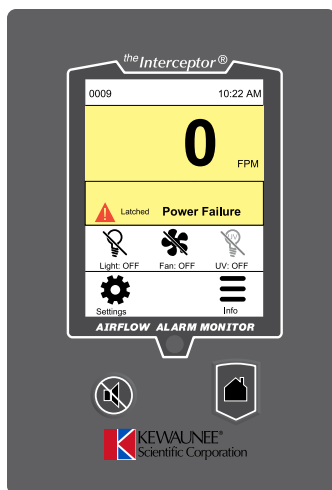 the Interceptor®
0009 10:22 AM
0
FPM
Latched Power Failure
UV
Light: OFF Fan: OFF UV: OFF
Settings Info
AIRFLOW ALARM MONITOR
KEWAUNEE®
Scientific Corporation